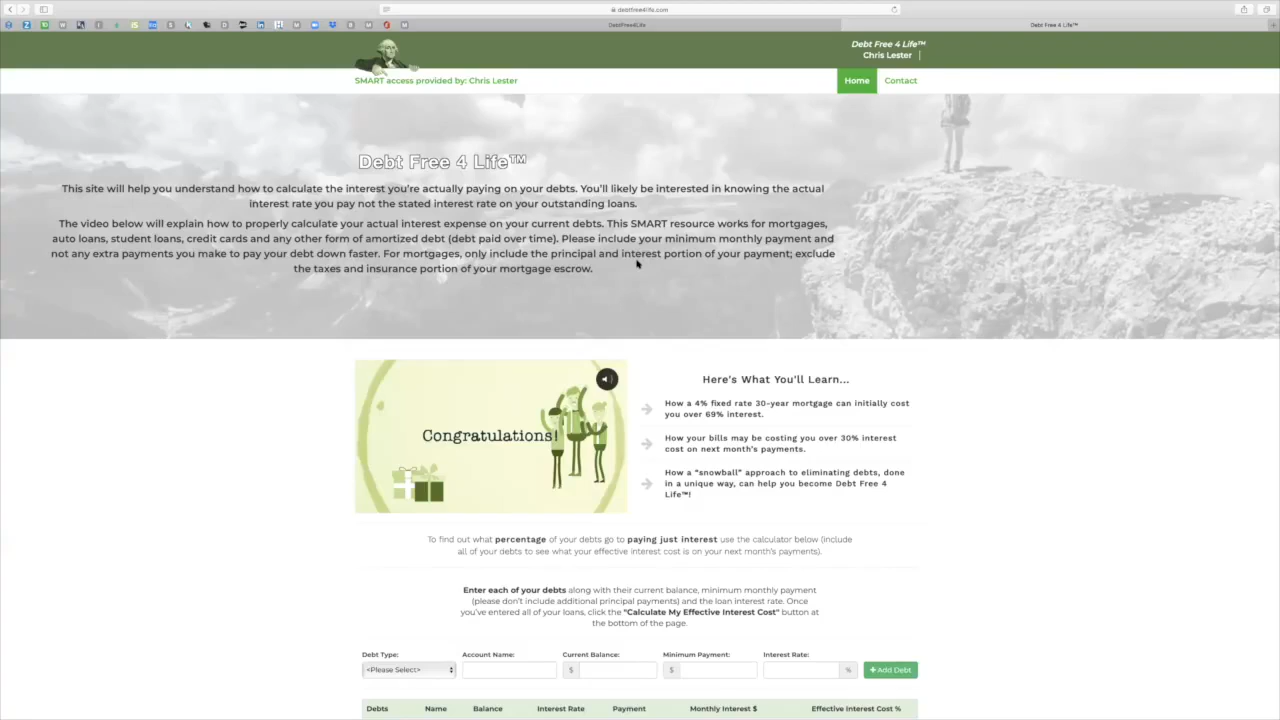 debtfree4life.com
DebtFree4Life
Debt Free 4 Life™
Debt Free 4 Life™
Chris Lester
SMART access provided by: Chris Lester
Home
Contact
Debt Free 4 Life™
This site will help you understand how to calculate the interest you're actually paying on your debts. You'll likely be interested in knowing the actual
interest rate you pay not the stated interest rate on your outstanding loans.
The video below will explain how to properly calculate your actual interest expense on your current debts. This SMART resource works for mortgages,
auto loans, student loans, credit cards and any other form of amortized debt (debt paid over time). Please include your minimum monthly payment and
not any extra payments you make to pay your debt down faster. For mortgages, only include the principal and interest portion of your payment; exclude
the taxes and insurance portion of your mortgage escrow.
Congratulations!
Here's What You'll Learn...
How a 4% fixed rate 30-year mortgage can initially cost
you over 69% interest.
How your bills may be costing you over 30% interest
cost on next month's payments.
How a "snowball" approach to eliminating debts, done
in a unique way, can help you become Debt Free 4
Life™!
To find out what percentage of your debts go to paying just interest use the calculator below (include
all of your debts to see what your effective interest cost is on your next month's payments).
Enter each of your debts along with their current balance, minimum monthly payment
(please don't include additional principal payments) and the loan interest rate. Once
you've entered all of your loans, click the "Calculate My Effective Interest Cost" button at
the bottom of the page.
Debt Type: Account Name: Current Balance: Minimum Payment: Interest Rate:
<Please Select> $ $ % + Add Debt
Debts Name Balance Interest Rate Payment Monthly Interest $ Effective Interest Cost %